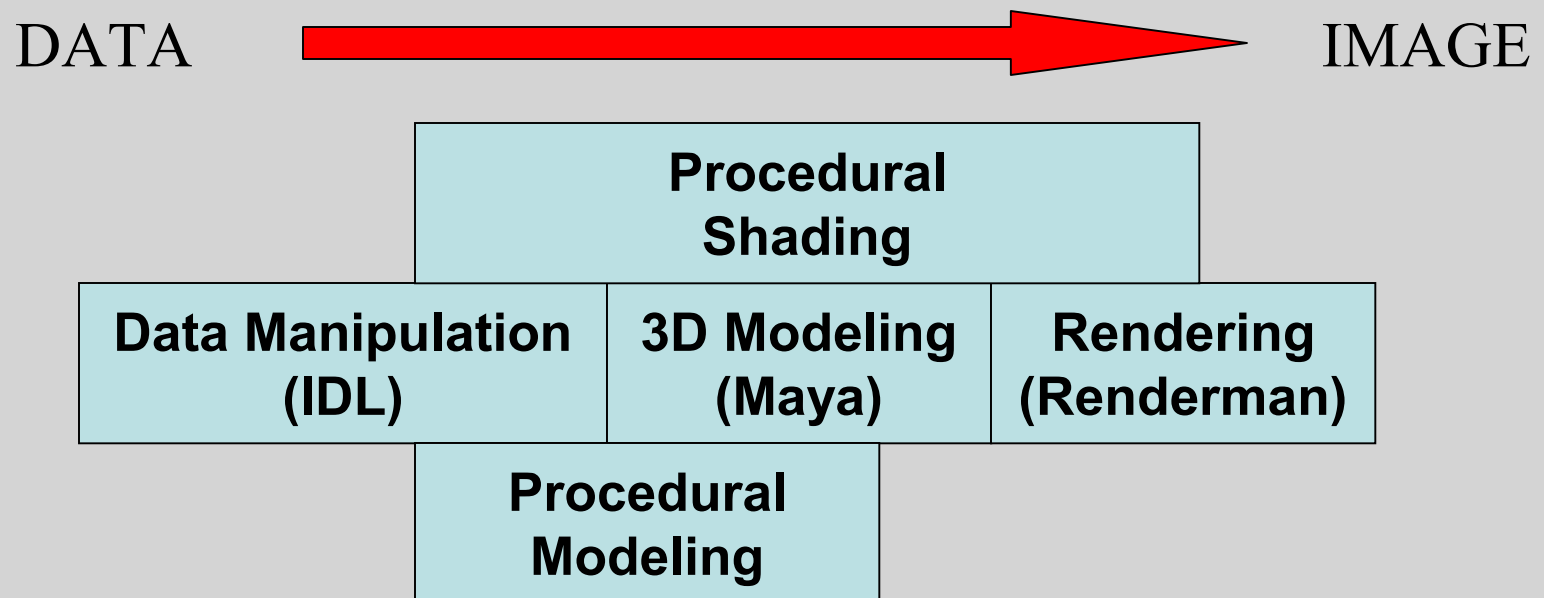 DATA IMAGE
Procedural
Shading
Data Manipulation
(IDL)
3D Modeling
(Maya)
Rendering
(Renderman)
Procedural
Modeling